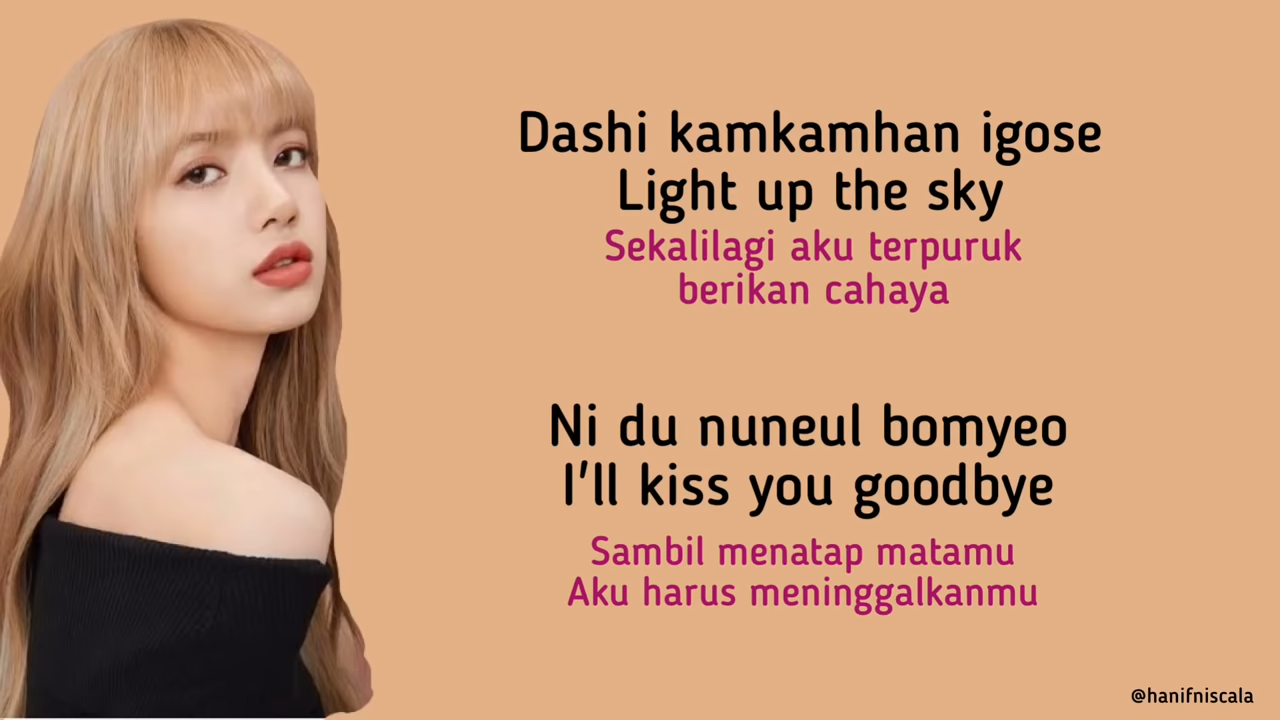 Dashi kamkamhan igose
Light up the sky
Sekalilagi aku terpuruk
berikan cahaya
Ni du nuneul bomyeo
I'll kiss you goodbye
Sambil menatap matamu
Aku harus meninggalkanmu
@hanifniscala